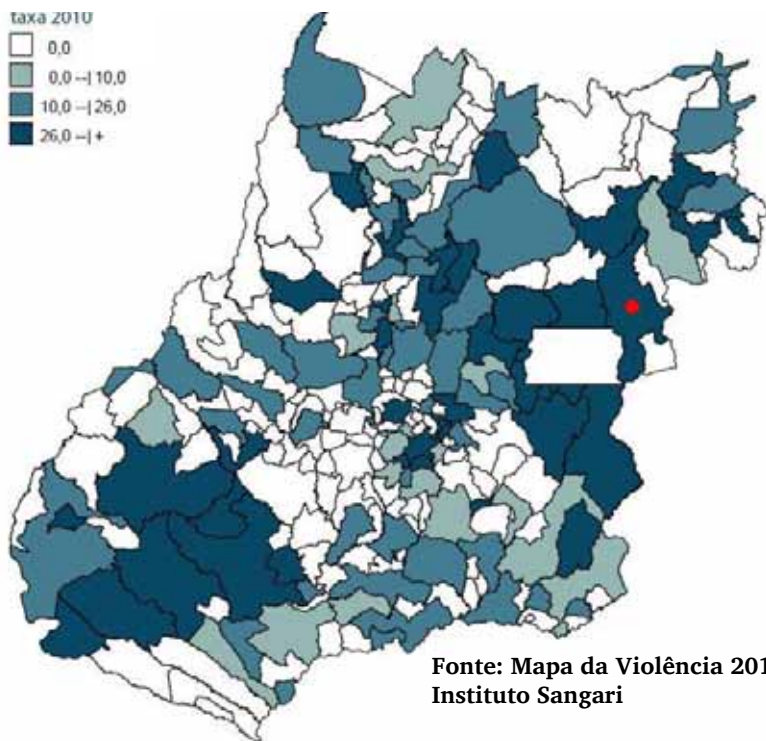 taxa 2010
0,0
0,0 --| 10,0
10,0 --| 26,0
26,0 --| +
Fonte: Mapa da Violência 201
Instituto Sangari